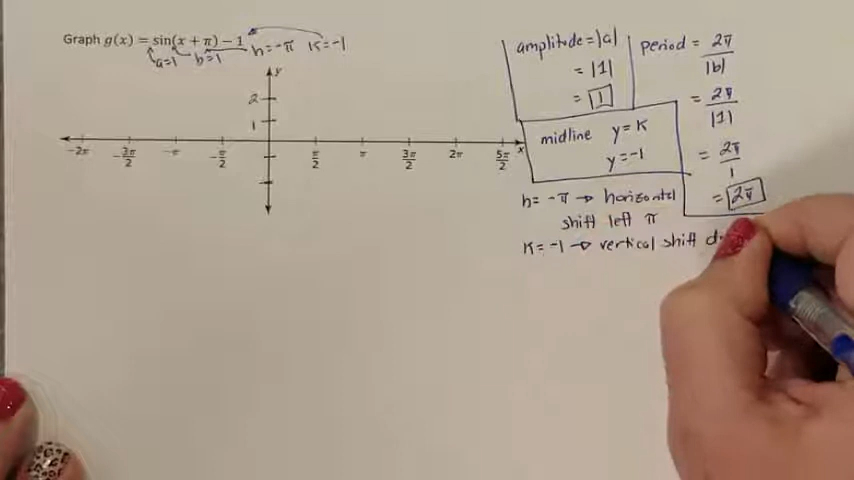 Graph g(x) = sin(x + π) − 1
a=1 b=1 h=-π K=-1
y
2
1
-2π -3π/2 -π -π/2 π/2 π 3π/2 2π 5π/2 x
amplitude = |a|
= |1|
= 1
period = 2π/|b|
= 2π/|1|
= 2π/1
= 2π
midline y = K
y = -1
h = -π → horizontal
shift left π
K = -1 → vertical shift